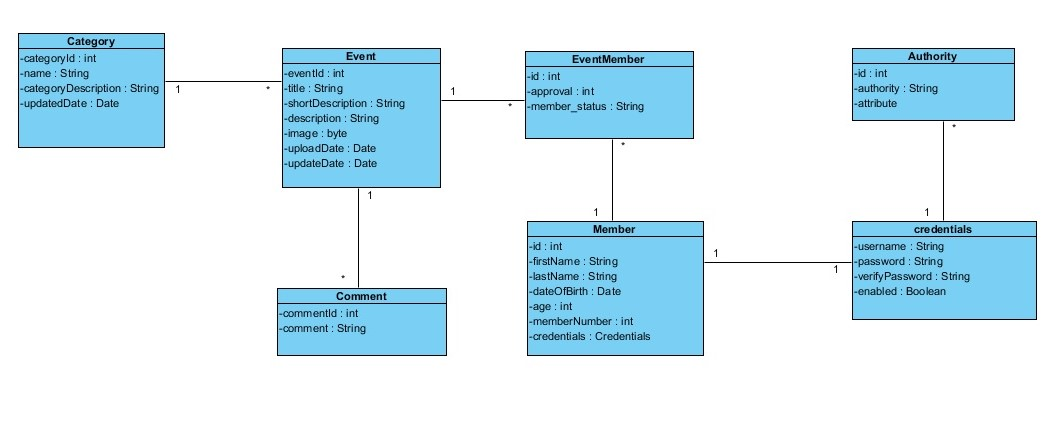 Category
-categoryId : int
-name : String
-categoryDescription : String
-updatedDate : Date
1
*
Event
-eventId : int
-title : String
-shortDescription : String
-description : String
-image : byte
-uploadDate : Date
-updateDate : Date
1
*
EventMember
-id : int
-approval : int
-member_status : String
Authority
-id : int
-authority : String
-attribute
1
*
*
1
*
1
Comment
-commentId : int
-comment : String
Member
-id : int
-firstName : String
-lastName : String
-dateOfBirth : Date
-age : int
-memberNumber : int
-credentials : Credentials
1
1
credentials
-username : String
-password : String
-verifyPassword : String
-enabled : Boolean